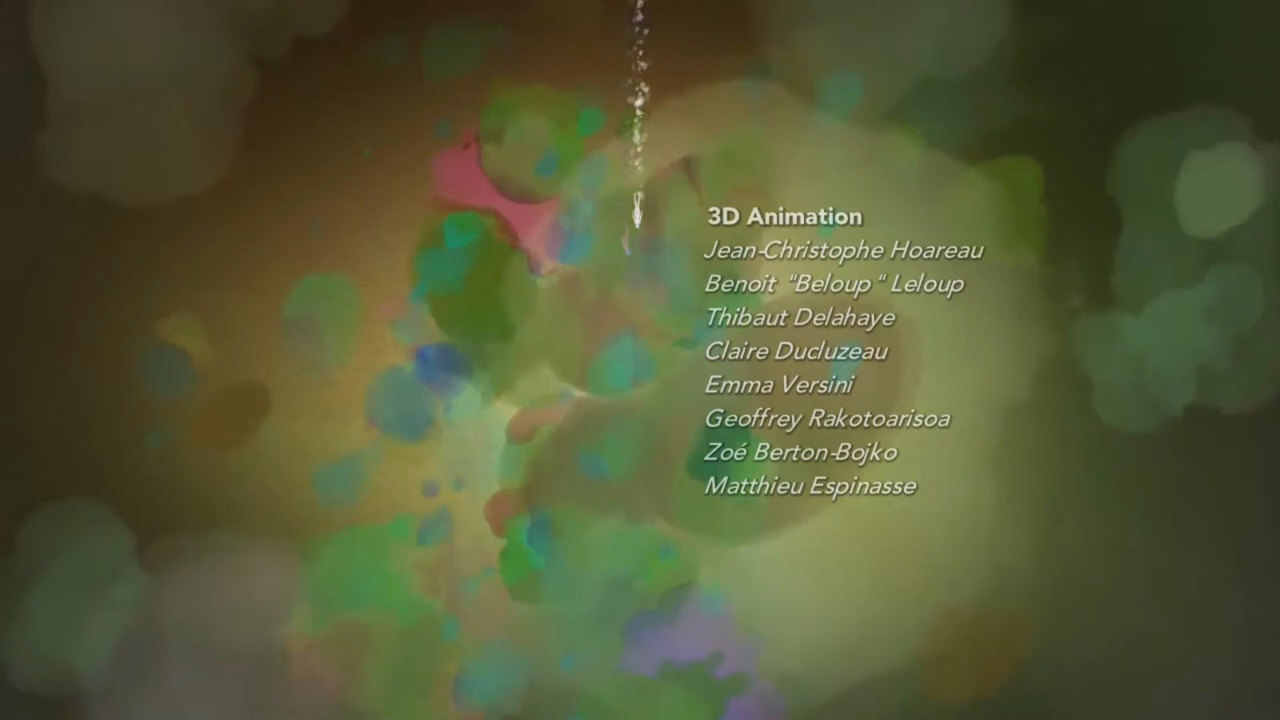 3D Animation
Jean-Christophe Hoareau
Benoit "Beloup" Leloup
Thibaut Delahaye
Claire Ducluzeau
Emma Versini
Geoffrey Rakotoarisoa
Zoé Berton-Bojko
Matthieu Espinasse